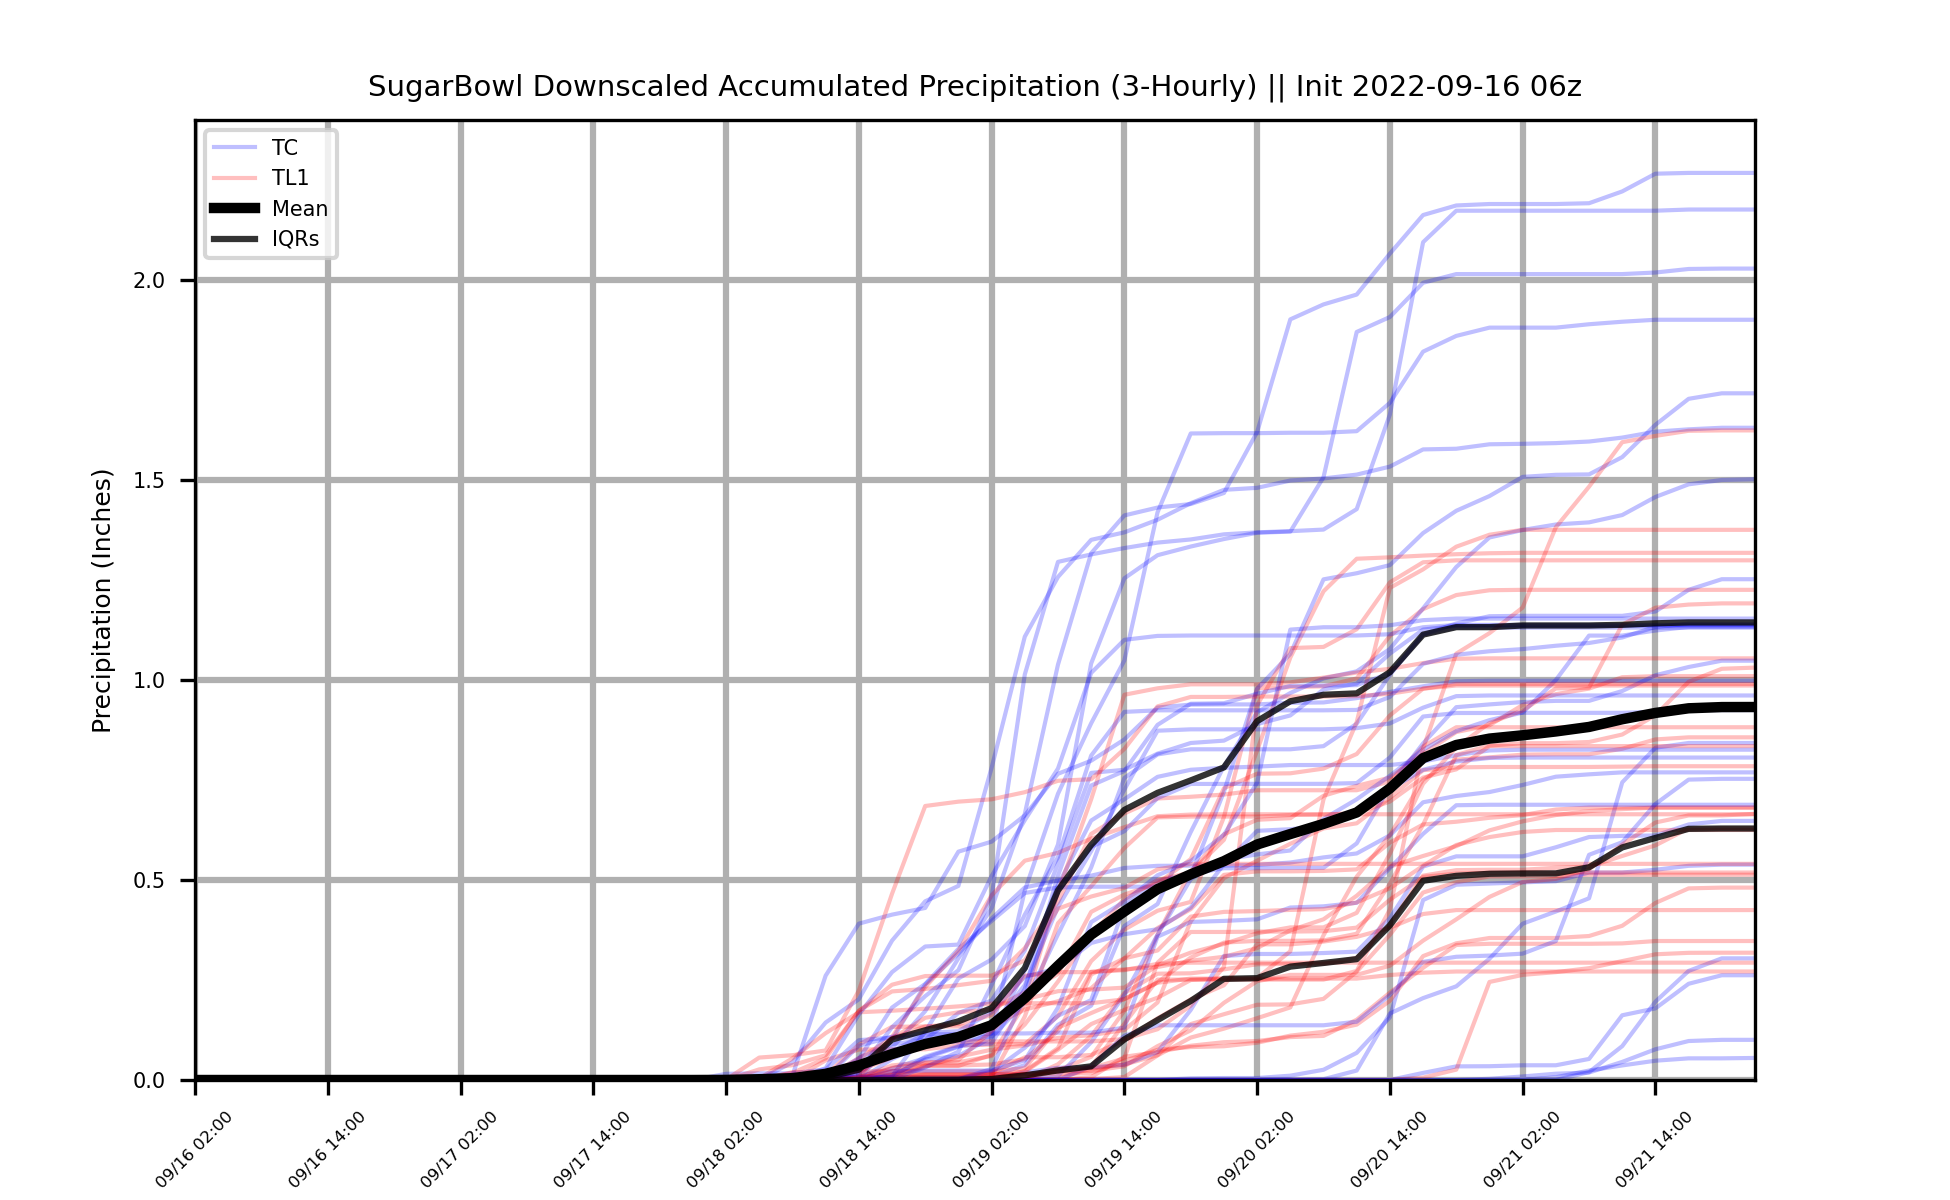 SugarBowl Downscaled Accumulated Precipitation (3-Hourly) || Init 2022-09-16 06z
TC
TL1
Mean
IQRs
Precipitation (Inches)
2.0
1.5
1.0
0.5
0.0
09/16 02:00
09/16 14:00
09/17 02:00
09/17 14:00
09/18 02:00
09/18 14:00
09/19 02:00
09/19 14:00
09/20 02:00
09/20 14:00
09/21 02:00
09/21 14:00